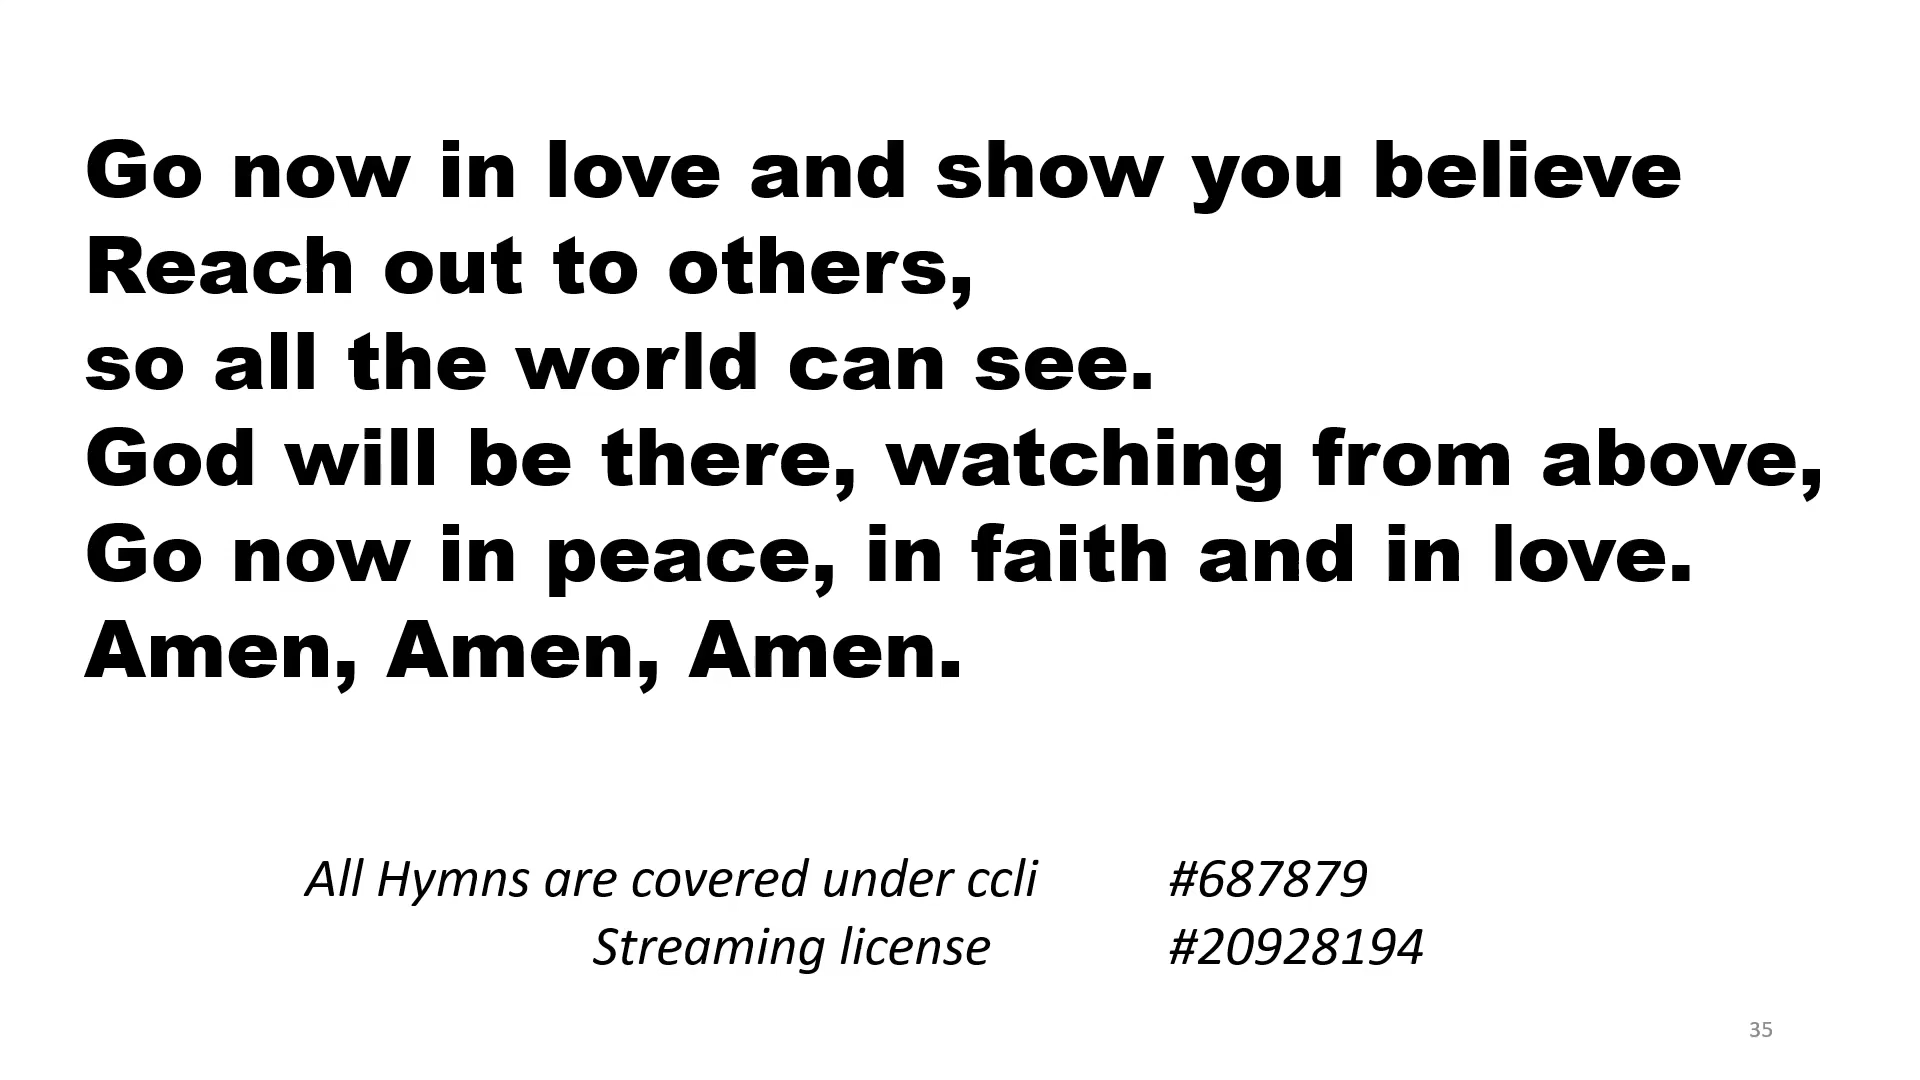 Go now in love and show you believe
Reach out to others,
so all the world can see.
God will be there, watching from above,
Go now in peace, in faith and in love.
Amen, Amen, Amen.
All Hymns are covered under ccli #687879
Streaming license #20928194
35